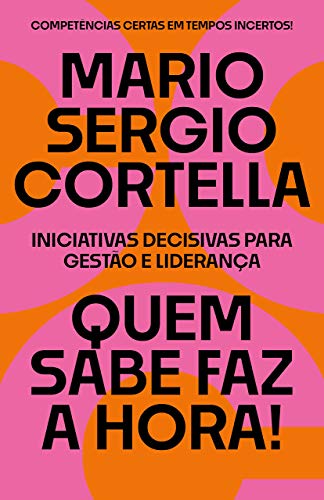 COMPETÊNCIAS CERTAS EM TEMPOS INCERTOS!
MARIO
SERGIO
CORTELLA
INICIATIVAS DECISIVAS PARA
GESTÃO E LIDERANÇA
QUEM
SABE FAZ
A HORA!